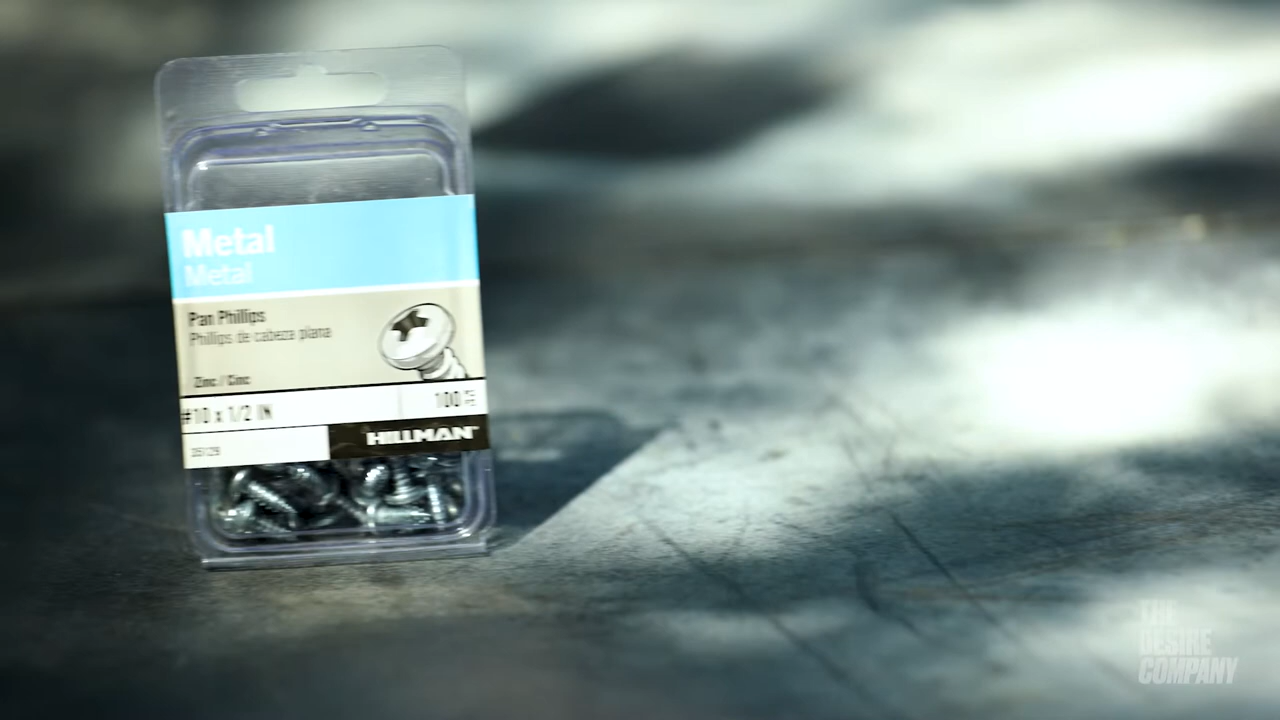 Metal
Metal
Pan Phillips
Phillips de cabeza plana
Zinc / Cinc
#10 x 1/2 IN
100
HILLMAN
THE
DESIRE
COMPANY